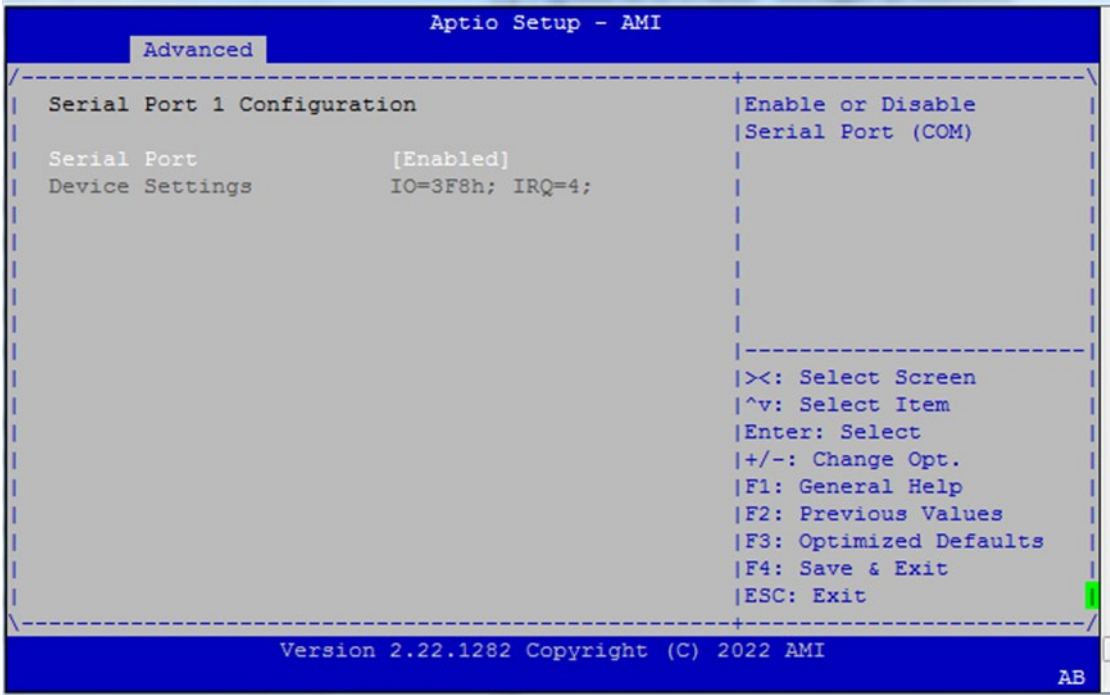 Aptio Setup - AMI
Advanced
Serial Port 1 Configuration
Serial Port [Enabled]
Device Settings IO=3F8h; IRQ=4;
Enable or Disable
Serial Port (COM)
><: Select Screen
^v: Select Item
Enter: Select
+/-: Change Opt.
F1: General Help
F2: Previous Values
F3: Optimized Defaults
F4: Save & Exit
ESC: Exit
Version 2.22.1282 Copyright (C) 2022 AMI
AB